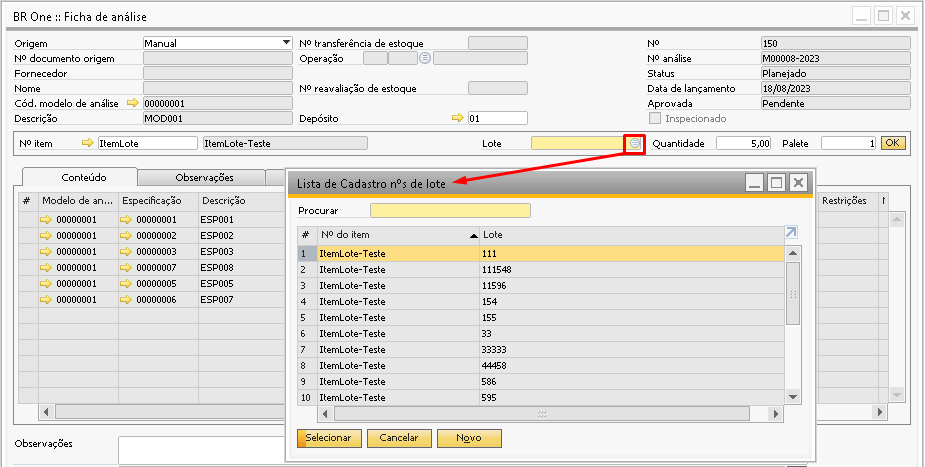 BR One :: Ficha de análise
Origem Manual Nº transferência de estoque Nº 150
Nº documento origem Operação Nº análise M00008-2023
Fornecedor Status Planejado
Nome Nº reavaliação de estoque Data de lançamento 18/08/2023
Cód. modelo de análise 00000001 Aprovada Pendente
Descrição MOD001 Depósito 01 Inspecionado
Nº item ItemLote ItemLote-Teste Lote Quantidade 5,00 Palete 1 OK
Conteúdo Observações
# Modelo de an... Especificação Descrição Restrições
00000001 00000001 ESP001
00000001 00000002 ESP002
00000001 00000003 ESP003
00000001 00000007 ESP008
00000001 00000005 ESP005
00000001 00000006 ESP007
Lista de Cadastro nºs de lote
Procurar
# Nº do item Lote
1 ItemLote-Teste 111
2 ItemLote-Teste 111548
3 ItemLote-Teste 11596
4 ItemLote-Teste 154
5 ItemLote-Teste 155
6 ItemLote-Teste 33
7 ItemLote-Teste 33333
8 ItemLote-Teste 44458
9 ItemLote-Teste 586
10 ItemLote-Teste 595
Selecionar Cancelar Novo
Observações